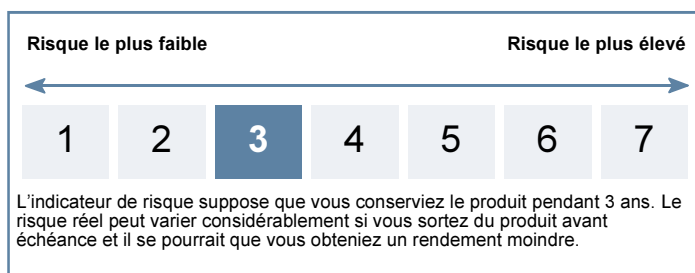 Risque le plus faible Risque le plus élevé
1 2 3 4 5 6 7
L'indicateur de risque suppose que vous conserviez le produit pendant 3 ans. Le
risque réel peut varier considérablement si vous sortez du produit avant
échéance et il se pourrait que vous obteniez un rendement moindre.